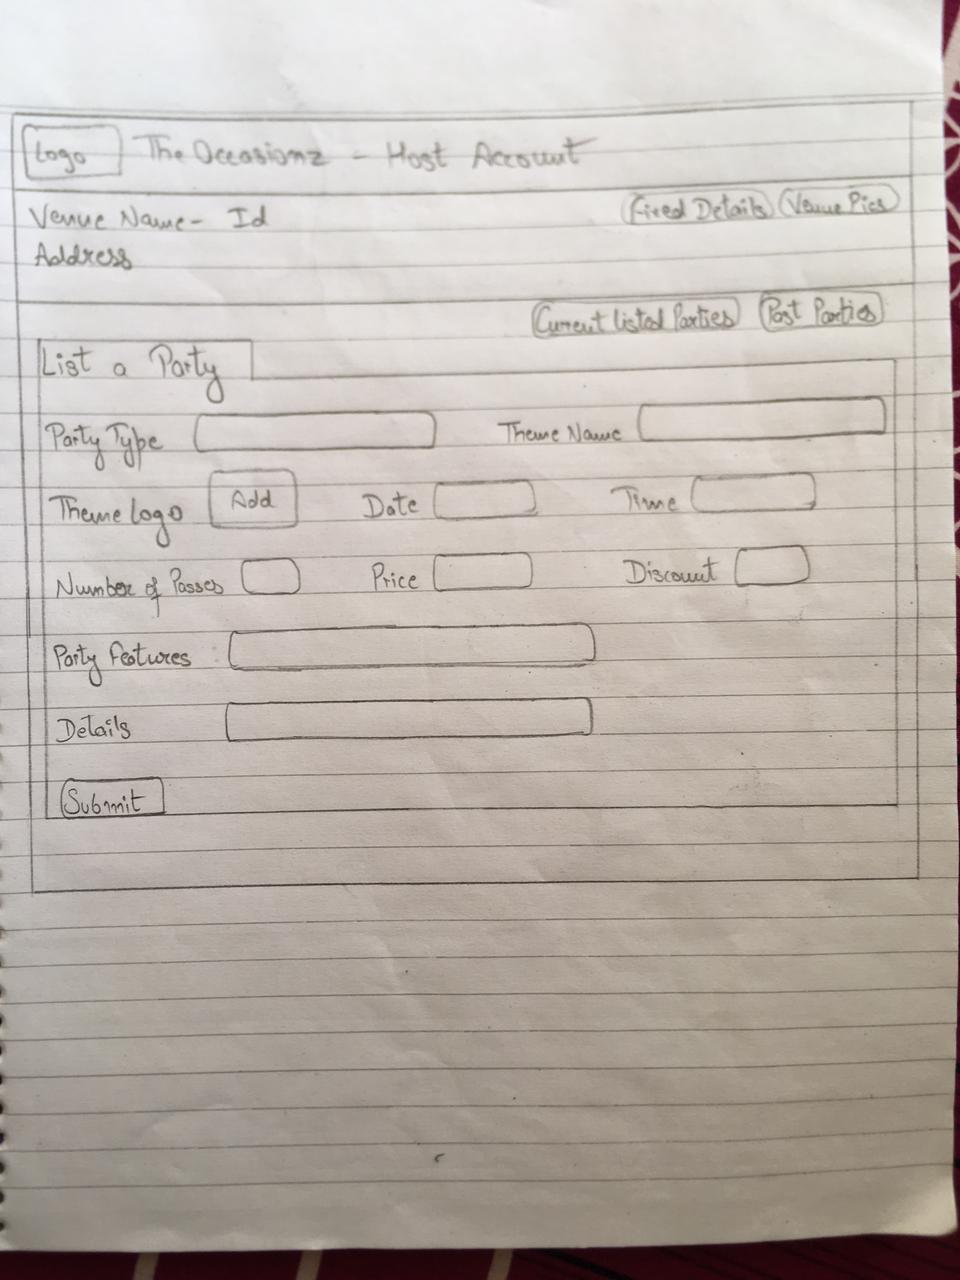 Logo The Occasionz - Host Account
Venue Name - Id Fixed Details Venue Pics
Address
Current Listed Parties Past Parties
List a Party
Party Type Theme Name
Theme Logo Add Date Time
Number of Passes Price Discount
Party Features
Details
Submit